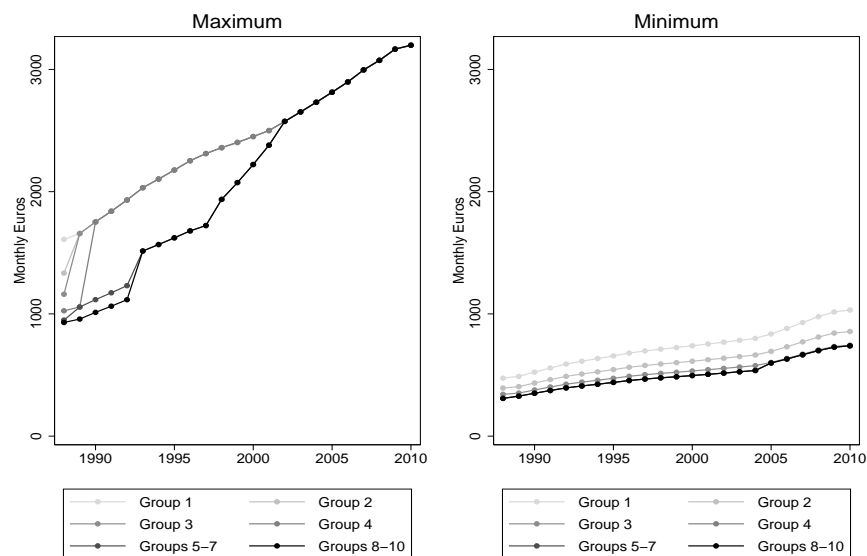 Maximum
Monthly Euros
3000
2000
1000
0
1990 1995 2000 2005 2010
Group 1 Group 2
Group 3 Group 4
Groups 5−7 Groups 8−10
Minimum
Monthly Euros
3000
2000
1000
0
1990 1995 2000 2005 2010
Group 1 Group 2
Group 3 Group 4
Groups 5−7 Groups 8−10